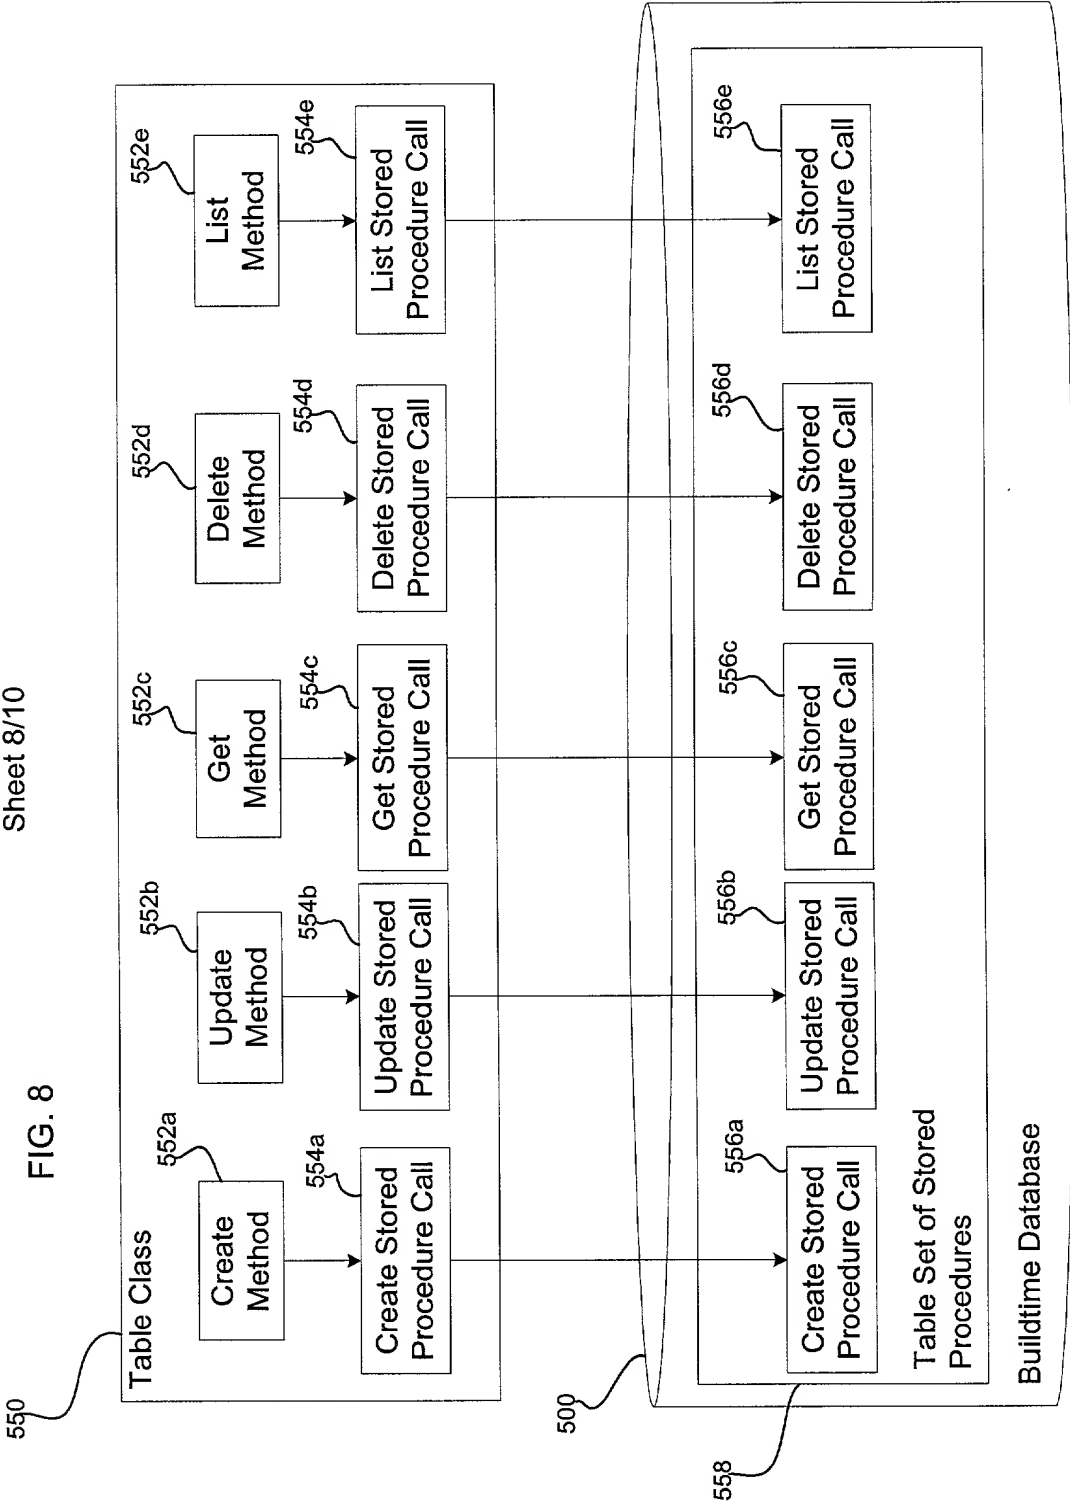 Sheet 8/10
FIG. 8
550
Table Class
552a
Create
Method
552b
Update
Method
552c
Get
Method
552d
Delete
Method
552e
List
Method
554a
Create Stored
Procedure Call
554b
Update Stored
Procedure Call
554c
Get Stored
Procedure Call
554d
Delete Stored
Procedure Call
554e
List Stored
Procedure Call
500
558
556a
Create Stored
Procedure Call
556b
Update Stored
Procedure Call
556c
Get Stored
Procedure Call
556d
Delete Stored
Procedure Call
556e
List Stored
Procedure Call
Table Set of Stored
Procedures
Buildtime Database